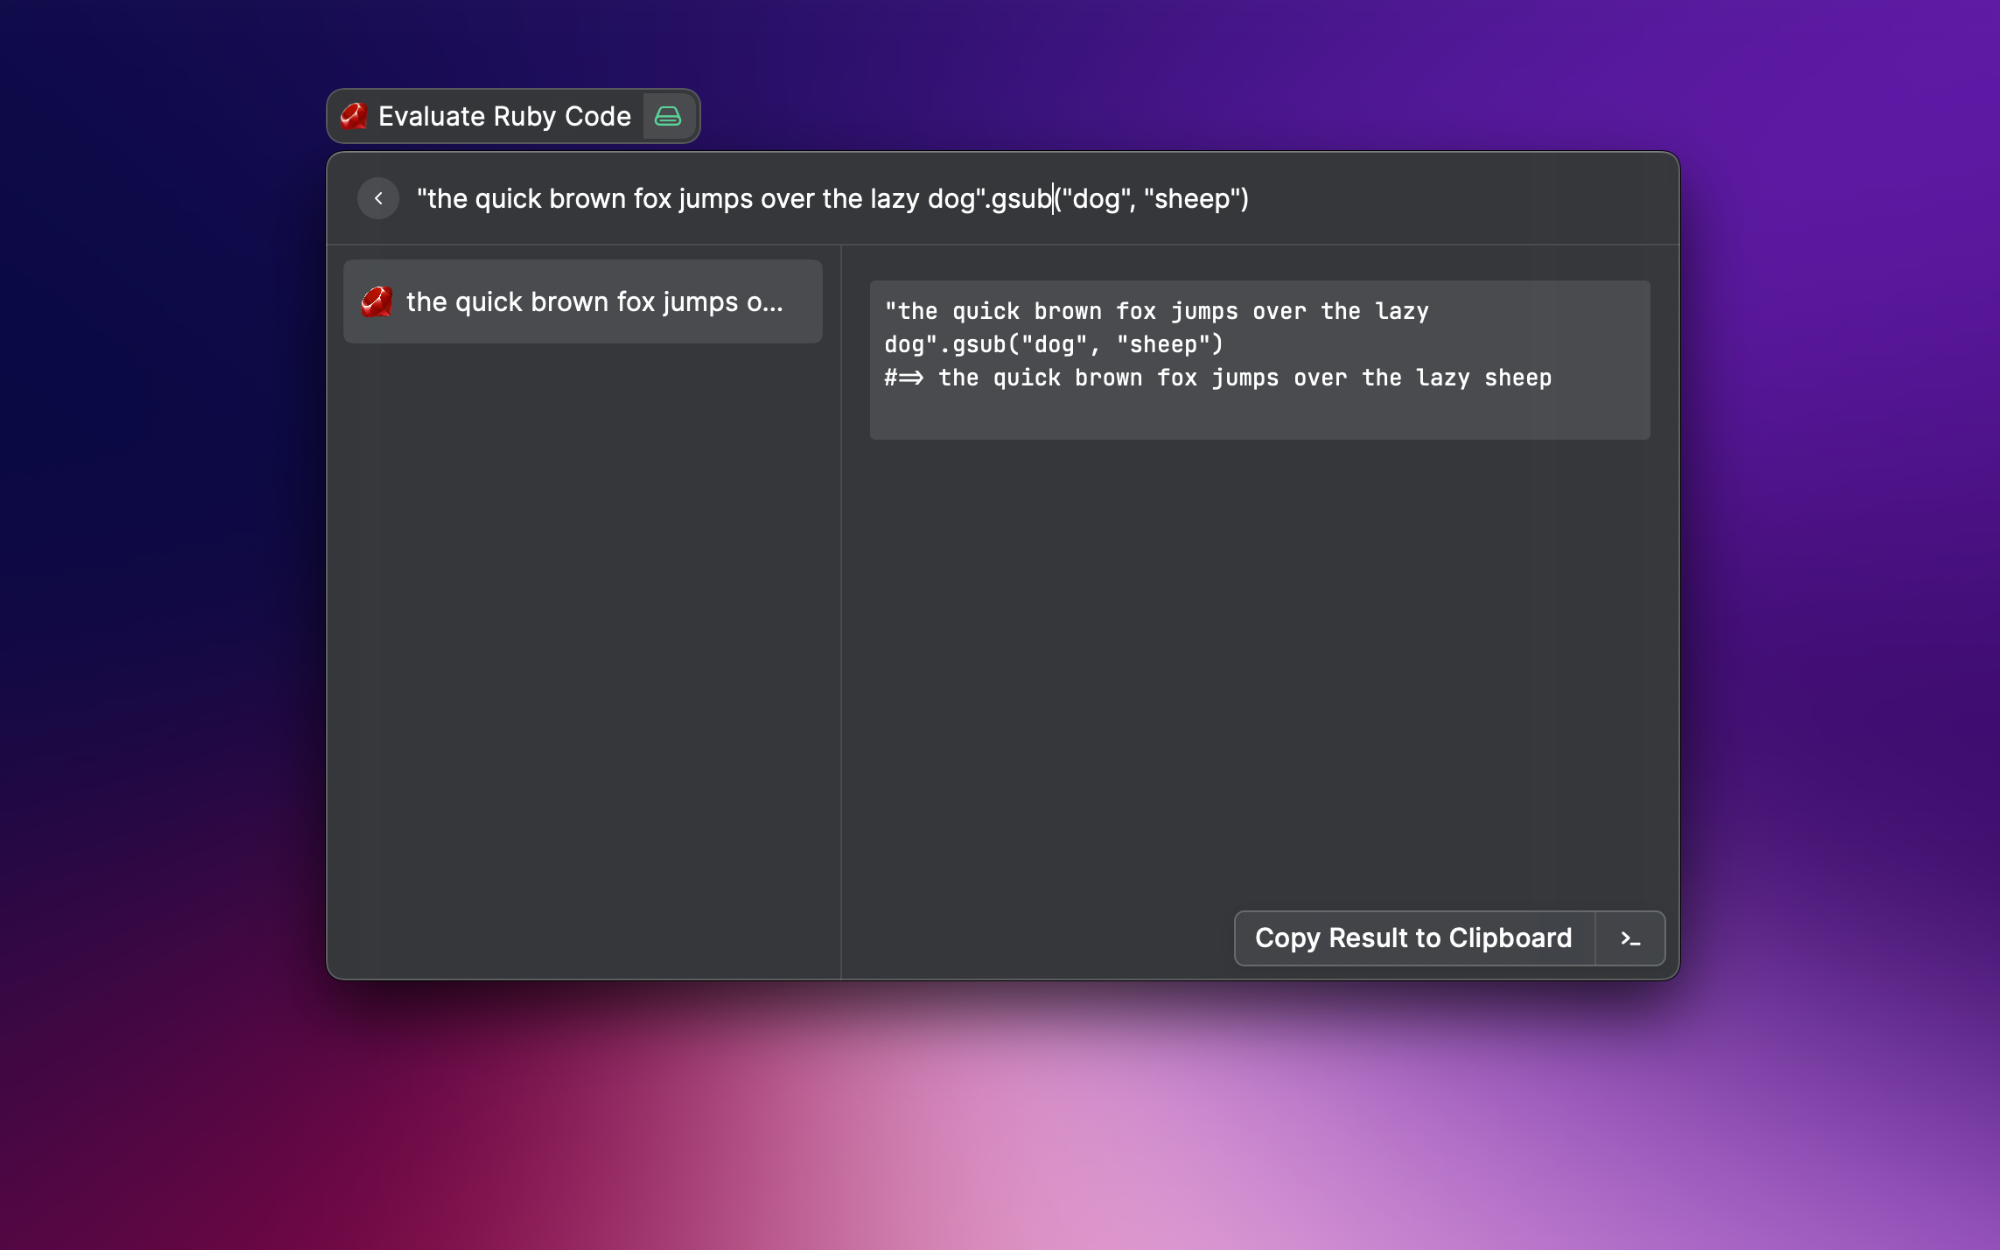 Evaluate Ruby Code
"the quick brown fox jumps over the lazy dog".gsub("dog", "sheep")
the quick brown fox jumps o...
"the quick brown fox jumps over the lazy
dog".gsub("dog", "sheep")
#==> the quick brown fox jumps over the lazy sheep
Copy Result to Clipboard